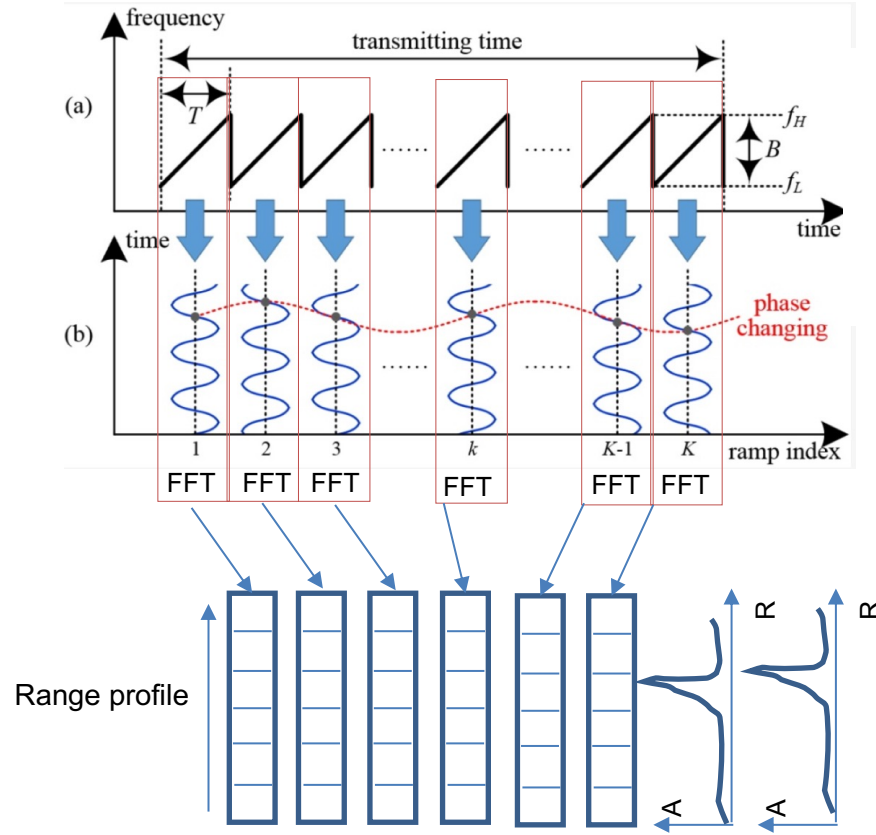 frequency
transmitting time
(a)
T
f_H
B
f_L
...... ......
time
time
(b)
phase
changing
...... ......
1 2 3 k K-1 K ramp index
FFT FFT FFT FFT FFT FFT
R R
Range profile
A A